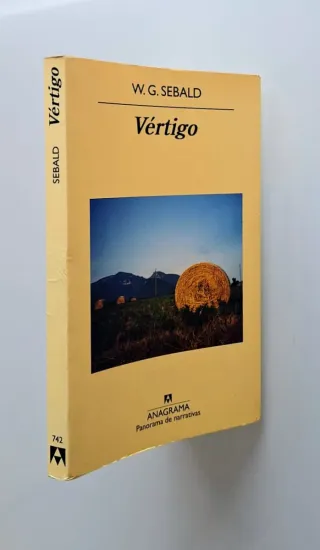 W. G. SEBALD
Vértigo
ANAGRAMA
Panorama de narrativas
Vértigo
SEBALD
742